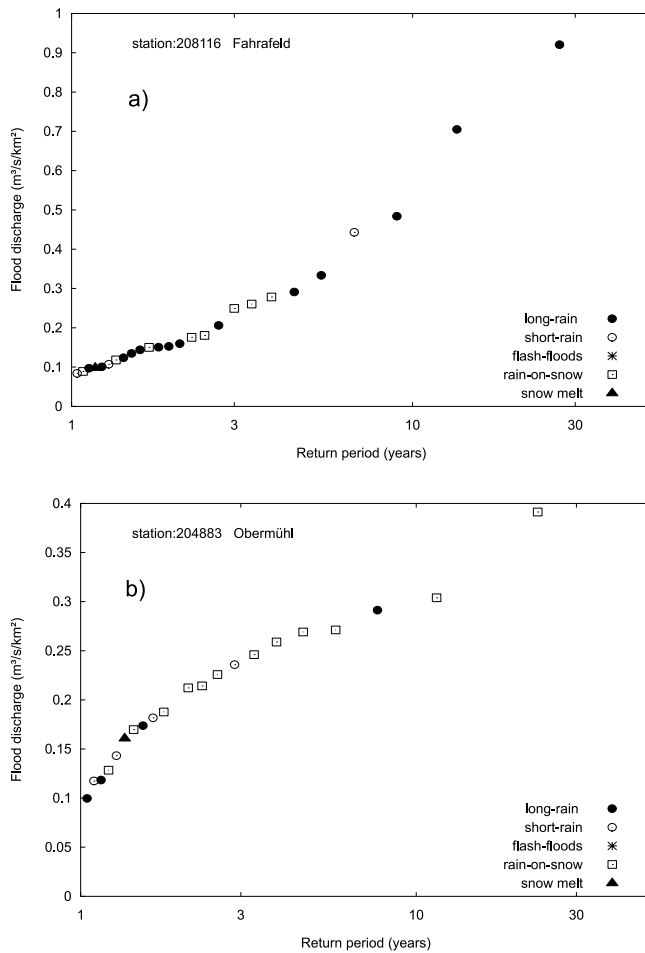 1
0.9
0.8
0.7
0.6
0.5
0.4
0.3
0.2
0.1
0
Flood discharge (m³/s/km²)
station:208116 Fahrafeld
a)
long-rain
short-rain
flash-floods
rain-on-snow
snow melt
1 3 10 30
Return period (years)
0.4
0.35
0.3
0.25
0.2
0.15
0.1
0.05
0
Flood discharge (m³/s/km²)
station:204883 Obermühl
b)
long-rain
short-rain
flash-floods
rain-on-snow
snow melt
1 3 10 30
Return period (years)